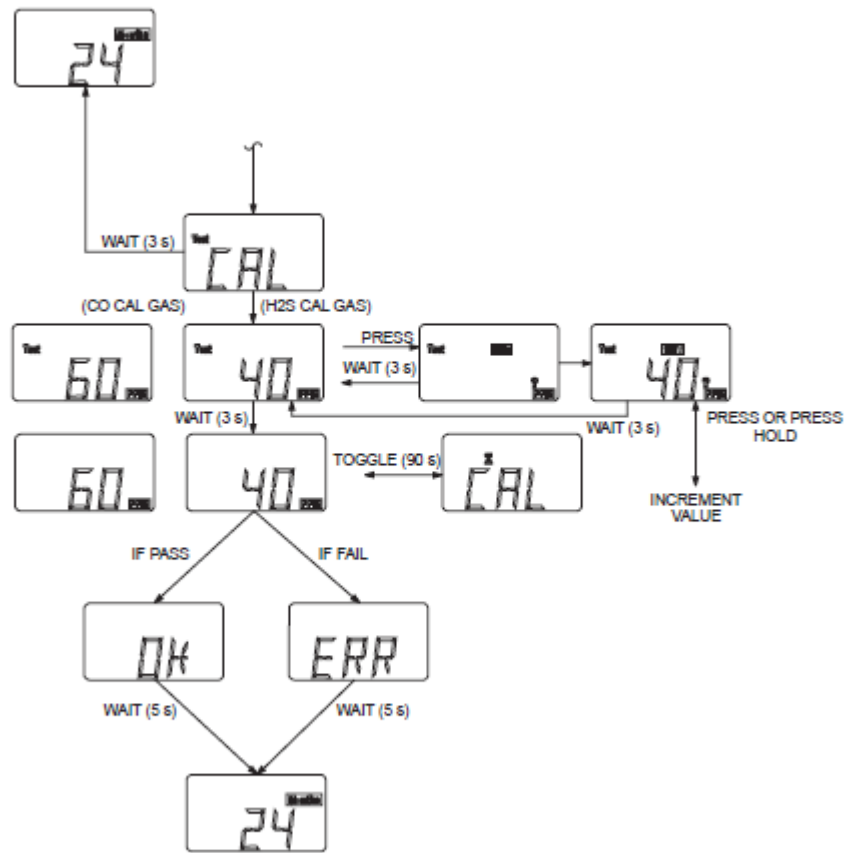 24
WAIT (3 s)
Test
CAL
(CO CAL GAS)
(H2S CAL GAS)
Test
60
PPM
Test
40
PPM
PRESS
WAIT (3 s)
Test
PPM
Test
40
PPM
WAIT (3 s)
WAIT (3 s)
PRESS OR PRESS
HOLD
60
PPM
40
PPM
TOGGLE (90 s)
CAL
INCREMENT
VALUE
IF PASS
IF FAIL
OK
ERR
WAIT (5 s)
WAIT (5 s)
24